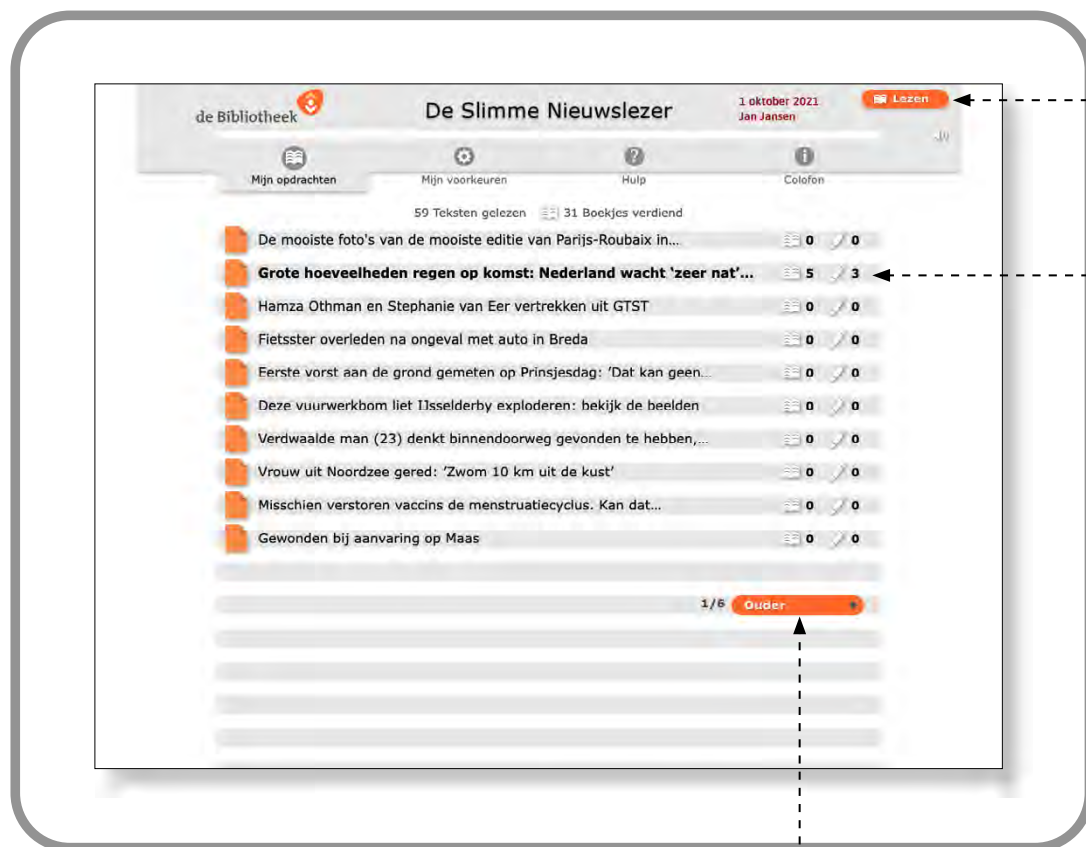 de Bibliotheek
De Slimme Nieuwslezer
1 oktober 2021
Jan Jansen
Lezen
Mijn opdrachten
Mijn voorkeuren
Hulp
Colofon
59 Teksten gelezen 31 Boekjes verdiend
De mooiste foto's van de mooiste editie van Parijs-Roubaix in... 0 0
Grote hoeveelheden regen op komst: Nederland wacht ‘zeer nat’... 5 3
Hamza Othman en Stephanie van Eer vertrekken uit GTST 0 0
Fietsster overleden na ongeval met auto in Breda 0 0
Eerste vorst aan de grond gemeten op Prinsjesdag: ‘Dat kan geen... 0 0
Deze vuurwerkbom liet IJsselderby exploderen: bekijk de beelden 0 0
Verdwaalde man (23) denkt binnendoorweg gevonden te hebben,... 0 0
Vrouw uit Noordzee gered: ‘Zwom 10 km uit de kust’ 0 0
Misschien verstoren vaccins de menstruatiecyclus. Kan dat... 0 0
Gewonden bij aanvaring op Maas 0 0
1/6 Ouder